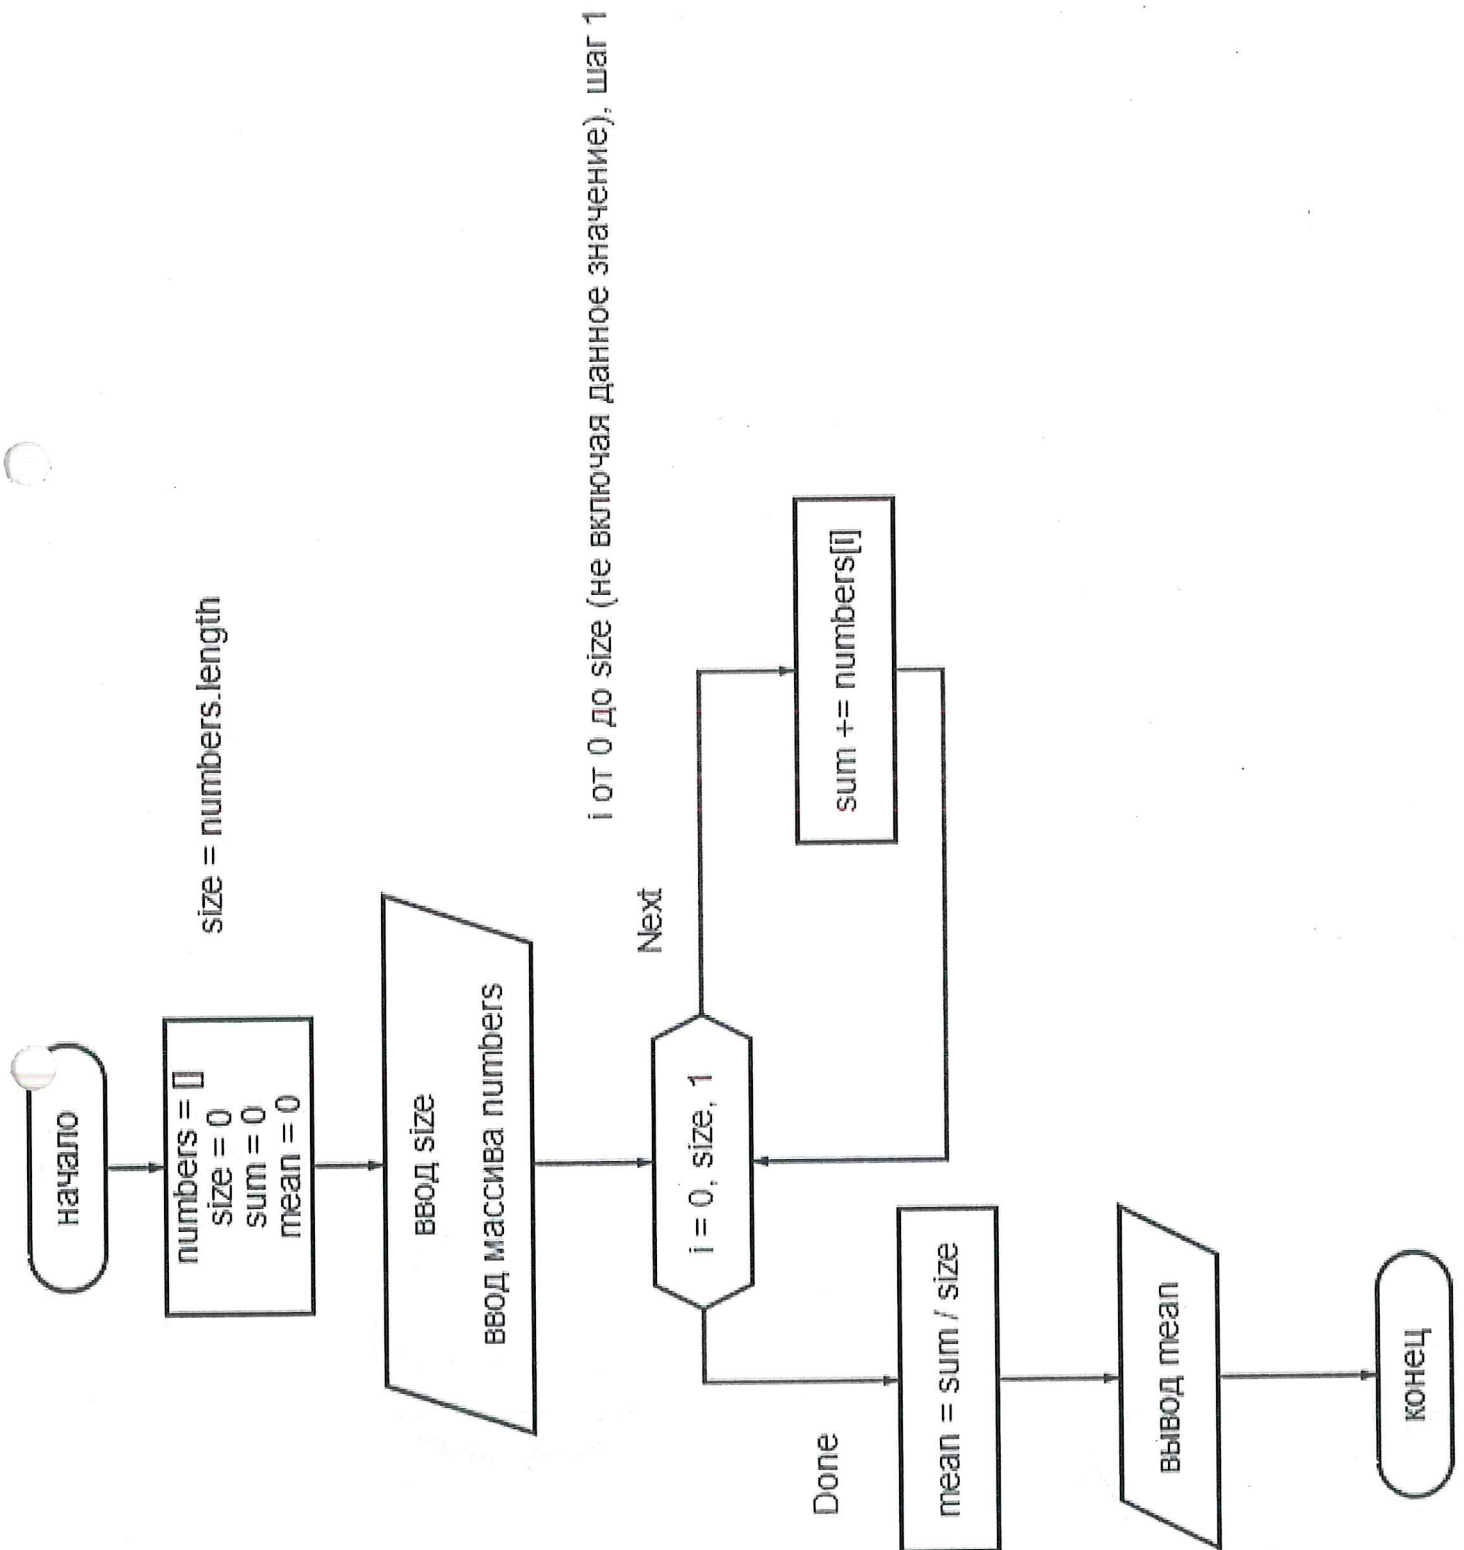 начало
numbers = []
size = 0
sum = 0
mean = 0
size = numbers.length
ввод size
ввод массива numbers
i от 0 до size (не включая данное значение), шаг 1
i = 0, size, 1
Next
sum += numbers[i]
Done
mean = sum / size
вывод mean
конец